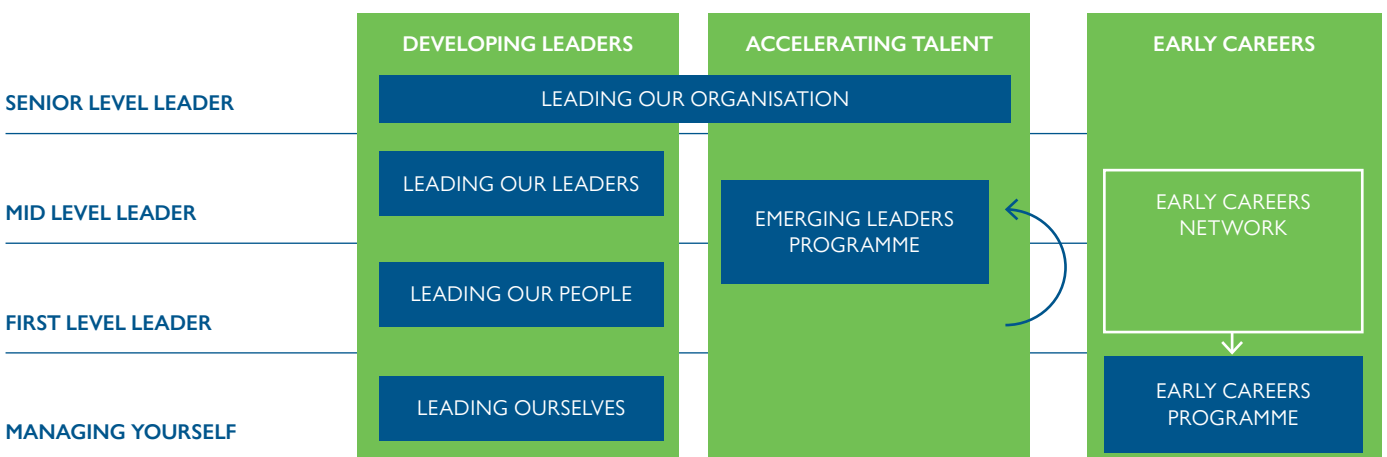 DEVELOPING LEADERS
ACCELERATING TALENT
EARLY CAREERS
SENIOR LEVEL LEADER
LEADING OUR ORGANISATION
MID LEVEL LEADER
LEADING OUR LEADERS
EMERGING LEADERS
PROGRAMME
EARLY CAREERS
NETWORK
FIRST LEVEL LEADER
LEADING OUR PEOPLE
MANAGING YOURSELF
LEADING OURSELVES
EARLY CAREERS
PROGRAMME